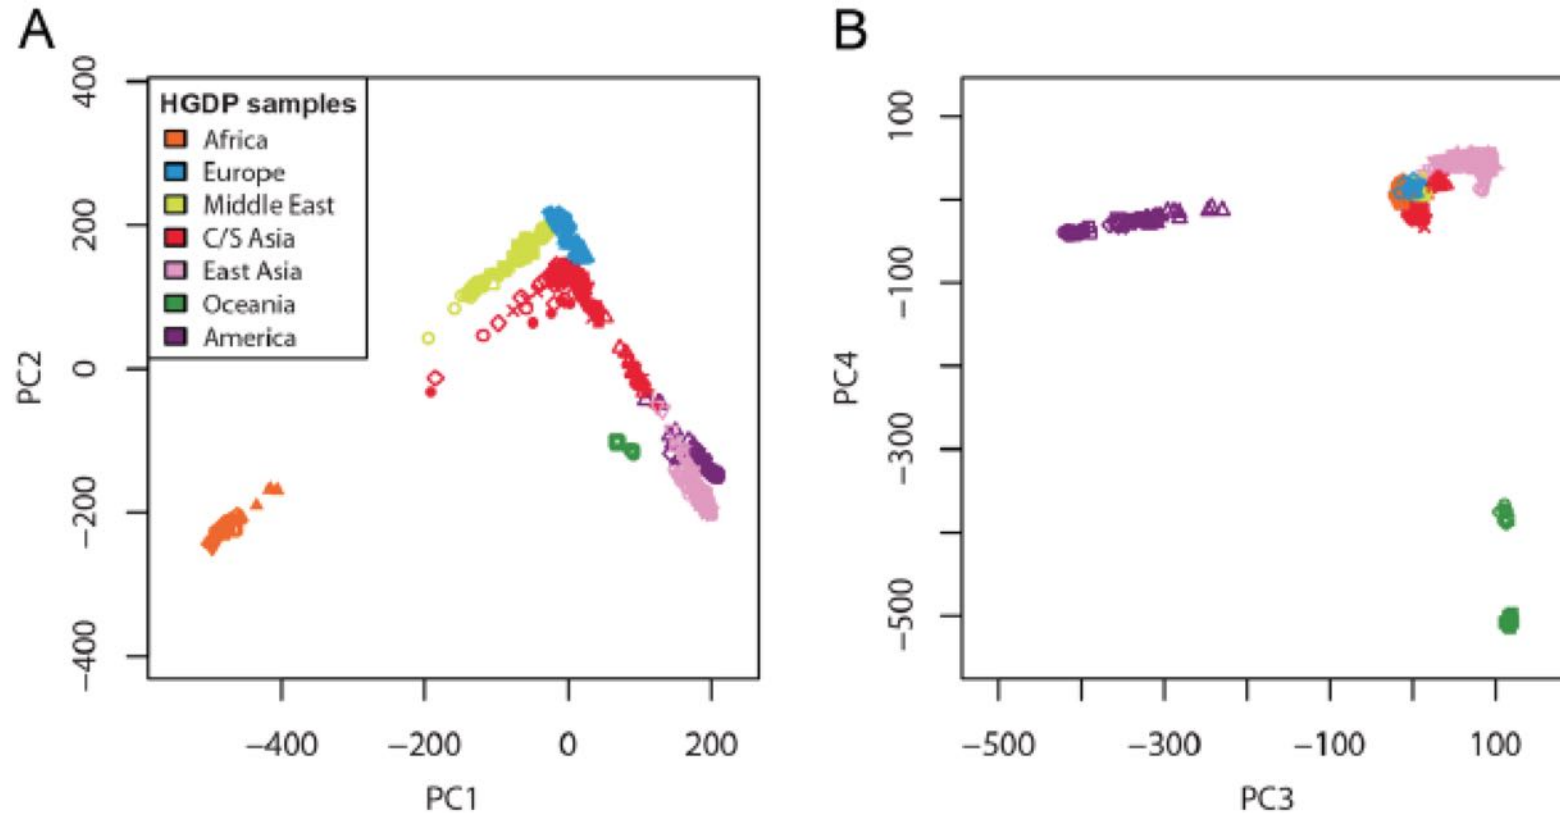 A
B
HGDP samples
Africa
Europe
Middle East
C/S Asia
East Asia
Oceania
America
400
200
0
−200
−400
PC2
−400
−200
0
200
PC1
100
−100
−300
−500
PC4
−500
−300
−100
100
PC3